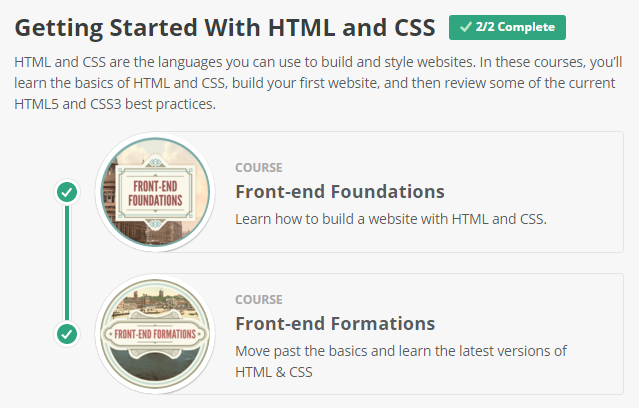 Getting Started With HTML and CSS 2/2 Complete
HTML and CSS are the languages you can use to build and style websites. In these courses, you’ll
learn the basics of HTML and CSS, build your first website, and then review some of the current
HTML5 and CSS3 best practices.
FRONT-END
FOUNDATIONS
COURSE
Front-end Foundations
Learn how to build a website with HTML and CSS.
FRONT-END FORMATIONS
COURSE
Front-end Formations
Move past the basics and learn the latest versions of
HTML & CSS